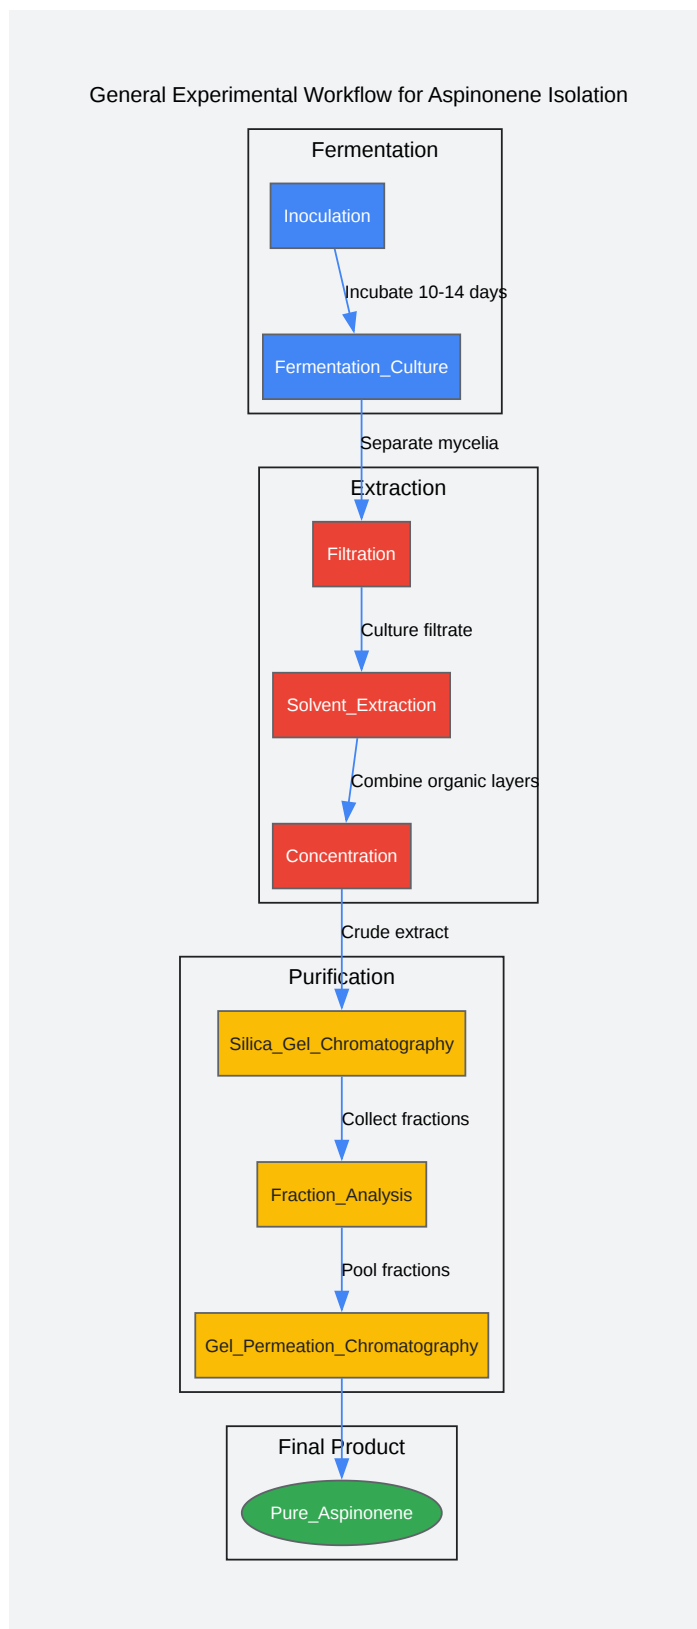 General Experimental Workflow for Aspinonene Isolation
Fermentation
Inoculation
Incubate 10-14 days
Fermentation_Culture
Separate mycelia
Extraction
Filtration
Culture filtrate
Solvent_Extraction
Combine organic layers
Concentration
Crude extract
Purification
Silica_Gel_Chromatography
Collect fractions
Fraction_Analysis
Pool fractions
Gel_Permeation_Chromatography
Final Product
Pure_Aspinonene